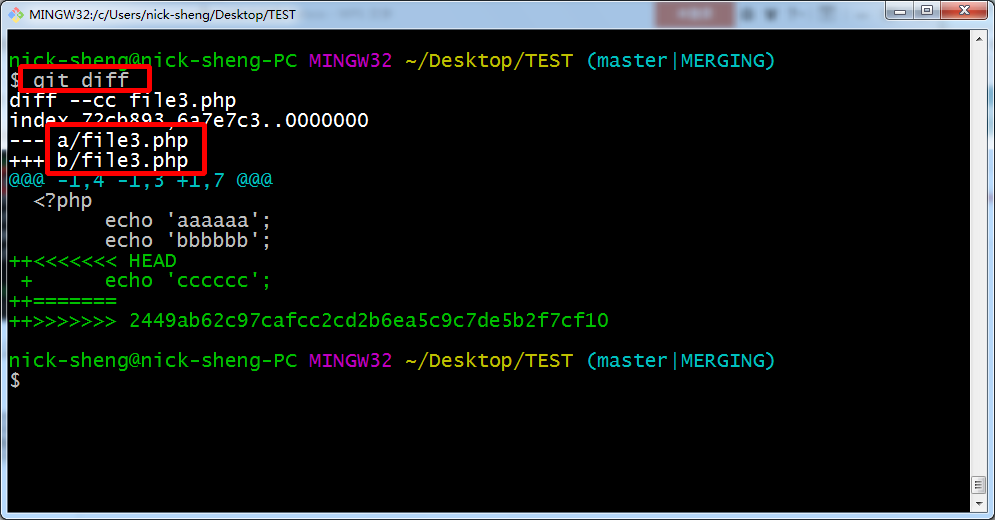 MINGW32:/c/Users/nick-sheng/Desktop/TEST
nick-sheng@nick-sheng-PC MINGW32 ~/Desktop/TEST (master|MERGING)
$ git diff
diff --cc file3.php
index 72cb893,6a7e7c3..0000000
--- a/file3.php
+++ b/file3.php
@@@ -1,4 -1,3 +1,7 @@@
  <?php
        echo 'aaaaaa';
        echo 'bbbbbb';
++<<<<<<< HEAD
 +      echo 'cccccc';
++=======
++>>>>>>> 2449ab62c97cafcc2cd2b6ea5c9c7de5b2f7cf10
nick-sheng@nick-sheng-PC MINGW32 ~/Desktop/TEST (master|MERGING)
$